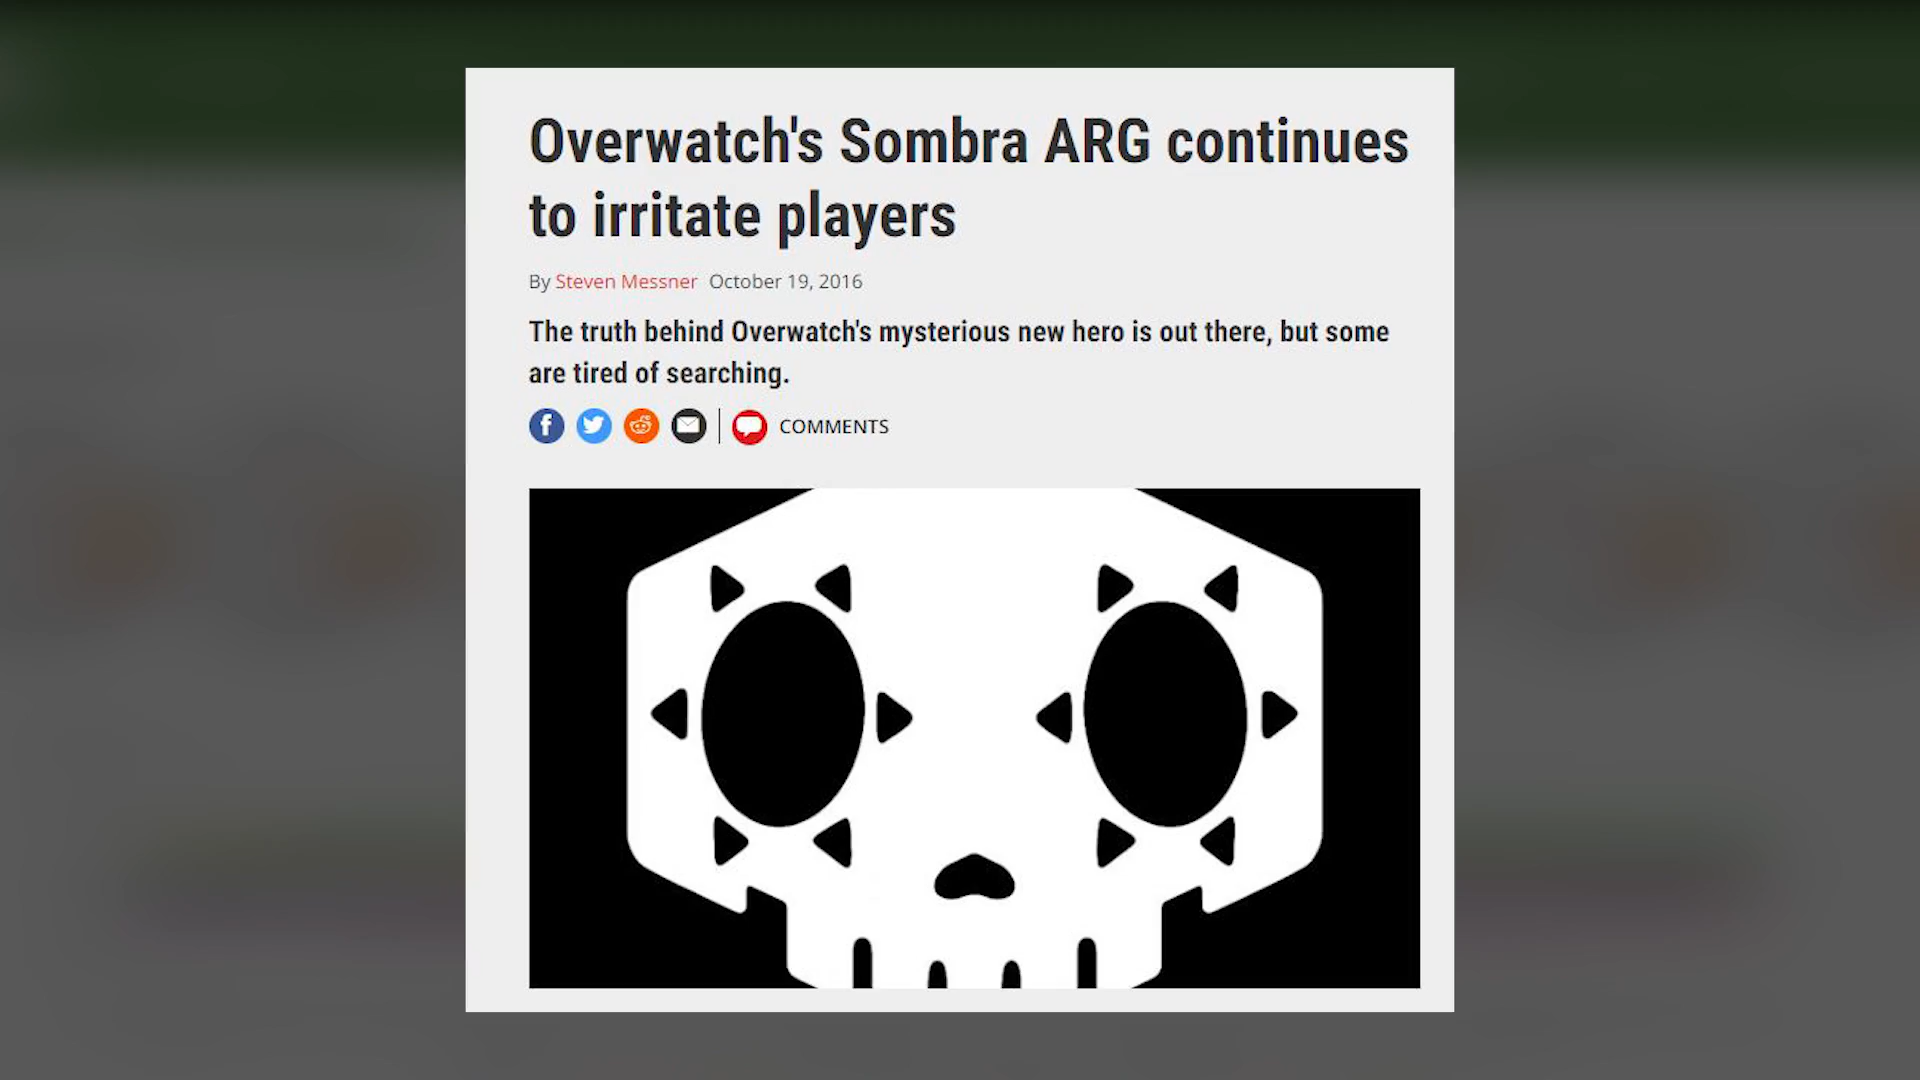 Overwatch's Sombra ARG continues
to irritate players
By Steven Messner October 19, 2016
The truth behind Overwatch's mysterious new hero is out there, but some
are tired of searching.
COMMENTS